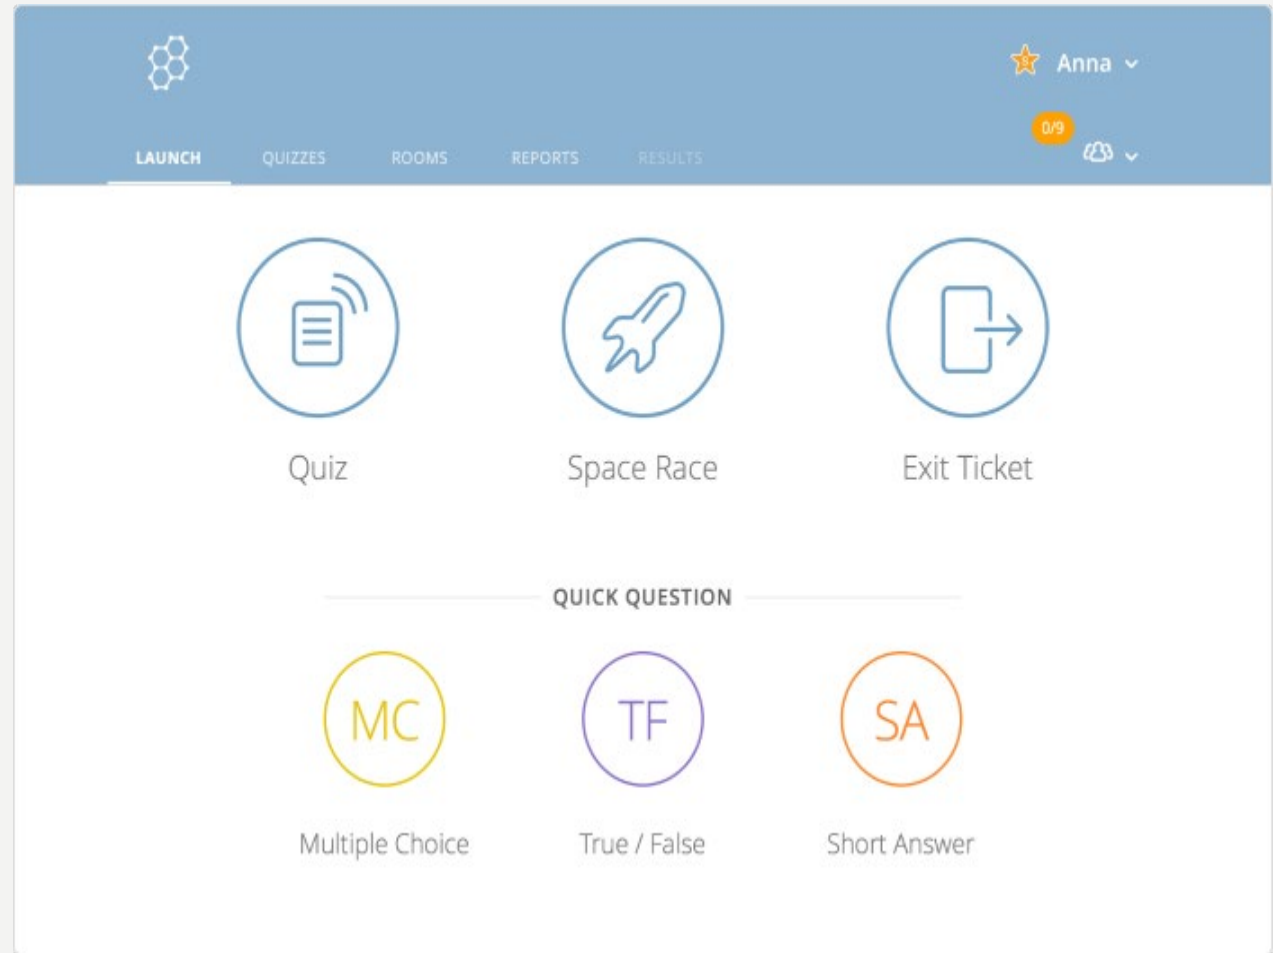 Anna
0/9
LAUNCH QUIZZES ROOMS REPORTS RESULTS
Quiz Space Race Exit Ticket
QUICK QUESTION
MC TF SA
Multiple Choice True / False Short Answer